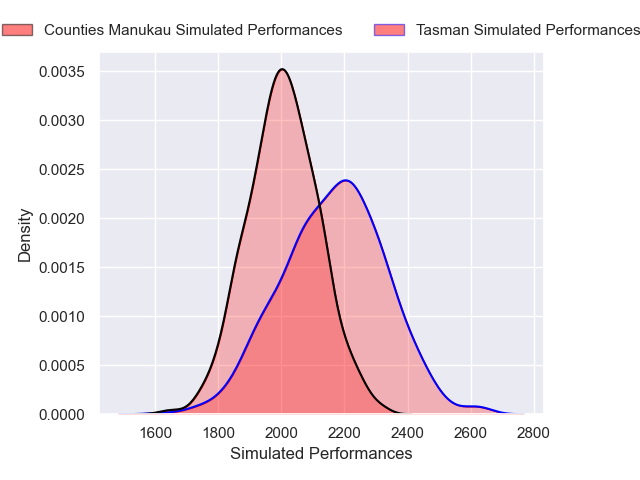 Counties Manukau Simulated Performances
Tasman Simulated Performances
0.0035
0.0030
0.0025
0.0020
0.0015
0.0010
0.0005
0.0000
Density
1600 1800 2000 2200 2400 2600 2800
Simulated Performances